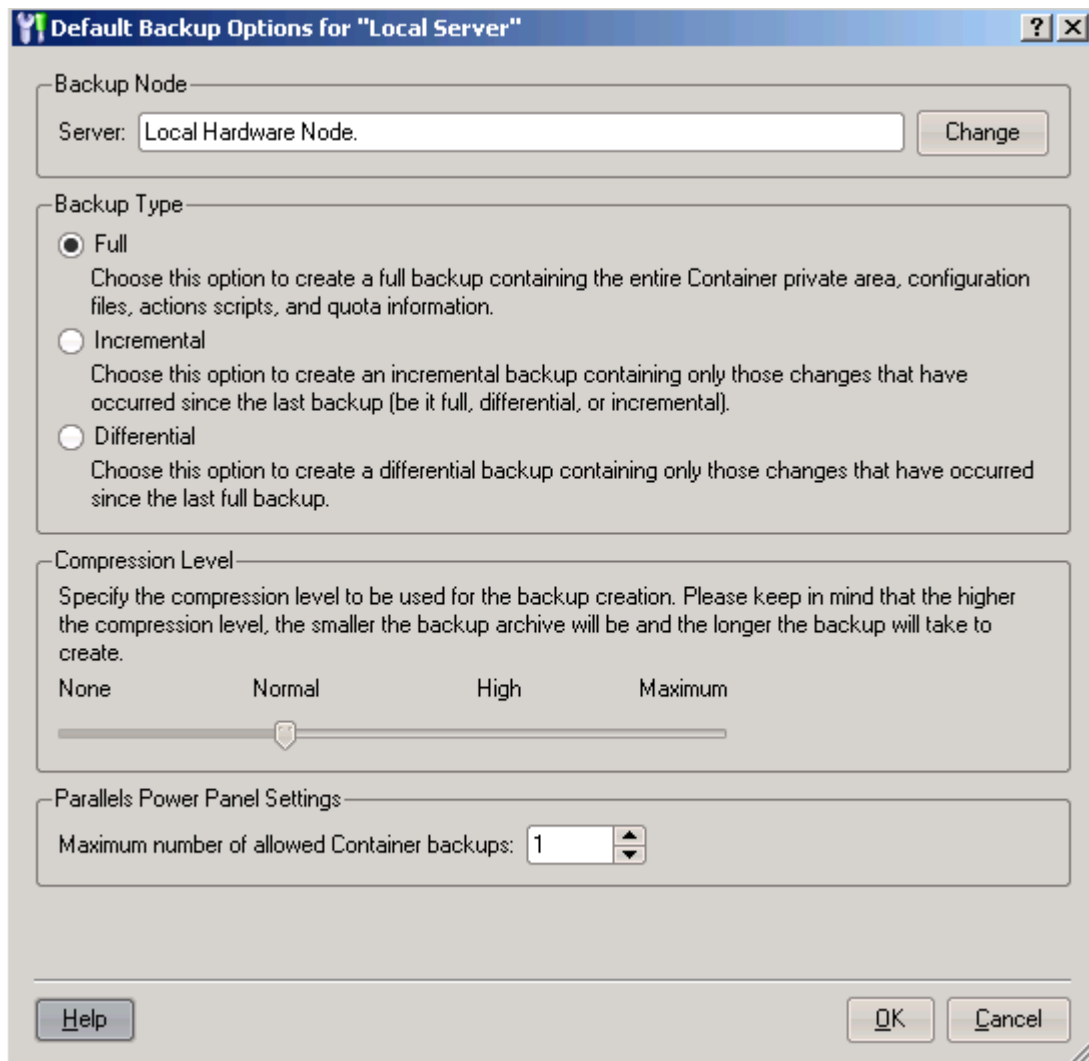 Default Backup Options for "Local Server"
Backup Node
Server: Local Hardware Node. Change
Backup Type
Full
Choose this option to create a full backup containing the entire Container private area, configuration
files, actions scripts, and quota information.
Incremental
Choose this option to create an incremental backup containing only those changes that have
occurred since the last backup (be it full, differential, or incremental).
Differential
Choose this option to create a differential backup containing only those changes that have occurred
since the last full backup.
Compression Level
Specify the compression level to be used for the backup creation. Please keep in mind that the higher
the compression level, the smaller the backup archive will be and the longer the backup will take to
create.
None Normal High Maximum
Parallels Power Panel Settings
Maximum number of allowed Container backups: 1
Help OK Cancel